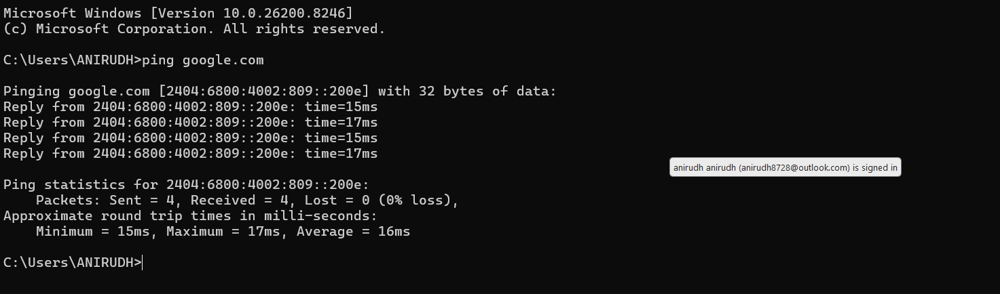 Microsoft Windows [Version 10.0.26200.8246]
(c) Microsoft Corporation. All rights reserved.
C:\Users\ANIRUDH>ping google.com
Pinging google.com [2404:6800:4002:809::200e] with 32 bytes of data:
Reply from 2404:6800:4002:809::200e: time=15ms
Reply from 2404:6800:4002:809::200e: time=17ms
Reply from 2404:6800:4002:809::200e: time=15ms
Reply from 2404:6800:4002:809::200e: time=17ms
anirudh anirudh (anirudh8728@outlook.com) is signed in
Ping statistics for 2404:6800:4002:809::200e:
    Packets: Sent = 4, Received = 4, Lost = 0 (0% loss),
Approximate round trip times in milli-seconds:
    Minimum = 15ms, Maximum = 17ms, Average = 16ms
C:\Users\ANIRUDH>